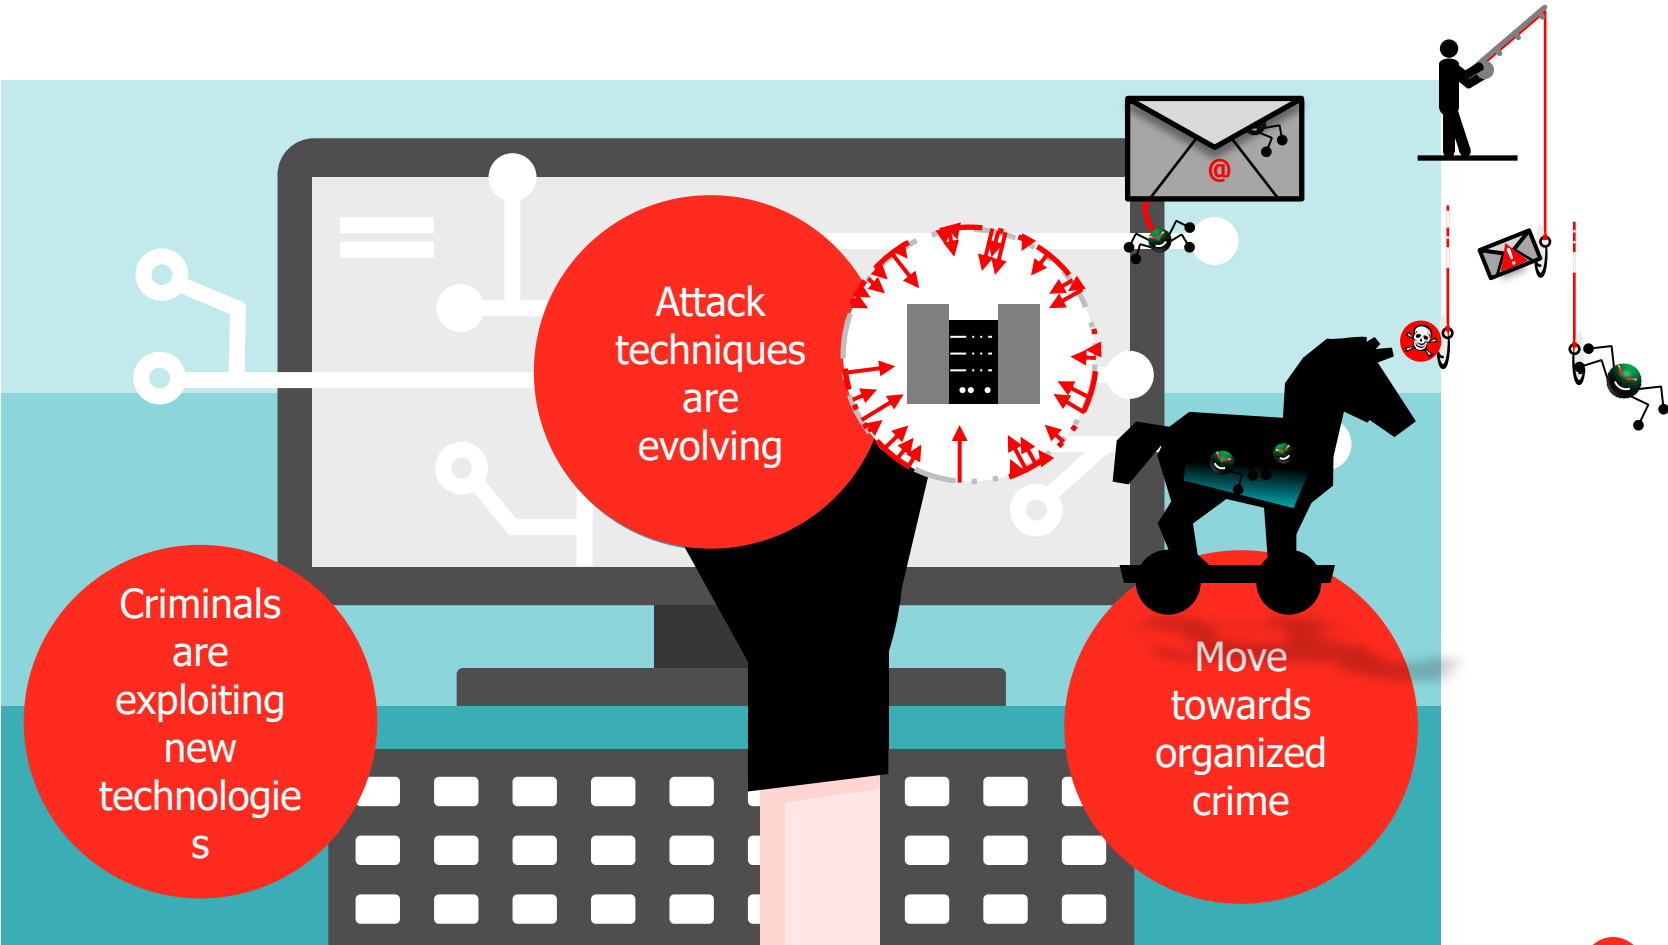 @
!
Attack
techniques
are
evolving
Criminals
are
exploiting
new
technologie
s
Move
towards
organized
crime